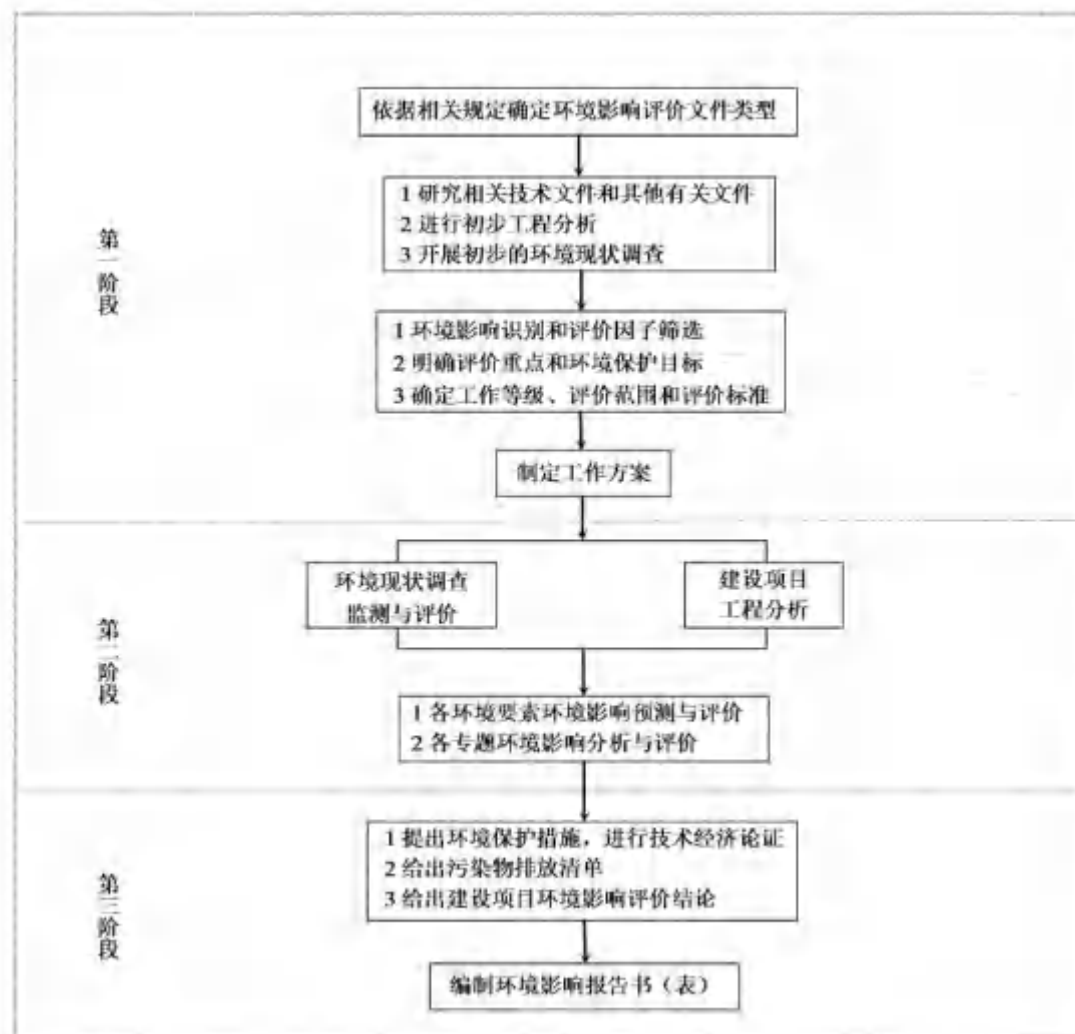 依据相关规定确定环境影响评价文件类型
1 研究相关技术文件和其他有关文件
2 进行初步工程分析
3 开展初步的环境现状调查
第一阶段
1 环境影响识别和评价因子筛选
2 明确评价重点和环境保护目标
3 确定工作等级、评价范围和评价标准
制定工作方案
环境现状调查
监测与评价
建设项目
工程分析
第二阶段
1 各环境要素环境影响预测与评价
2 各专题环境影响分析与评价
1 提出环境保护措施，进行技术经济论证
2 给出污染物排放清单
3 给出建设项目环境影响评价结论
第三阶段
编制环境影响报告书（表）